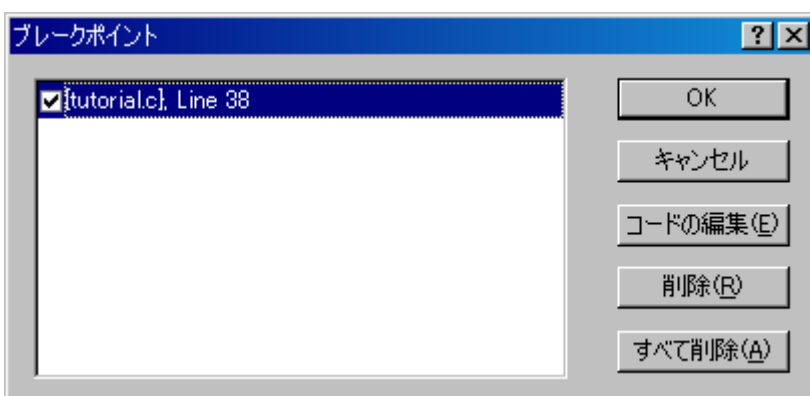 ブレークポイント
{tutorial.c}, Line 38
OK
キャンセル
コードの編集(E)
削除(R)
すべて削除(A)